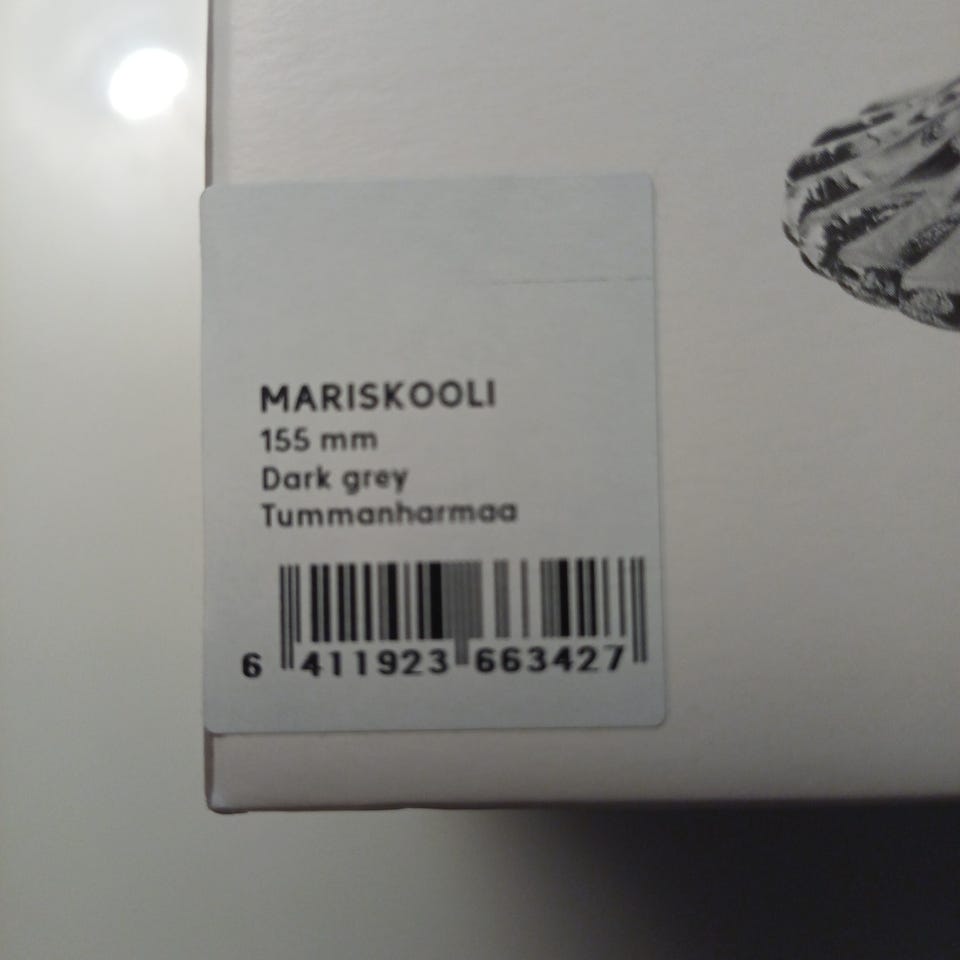 MARISKOOLI
155 mm
Dark grey
Tummanharmaa
6 411923 663427